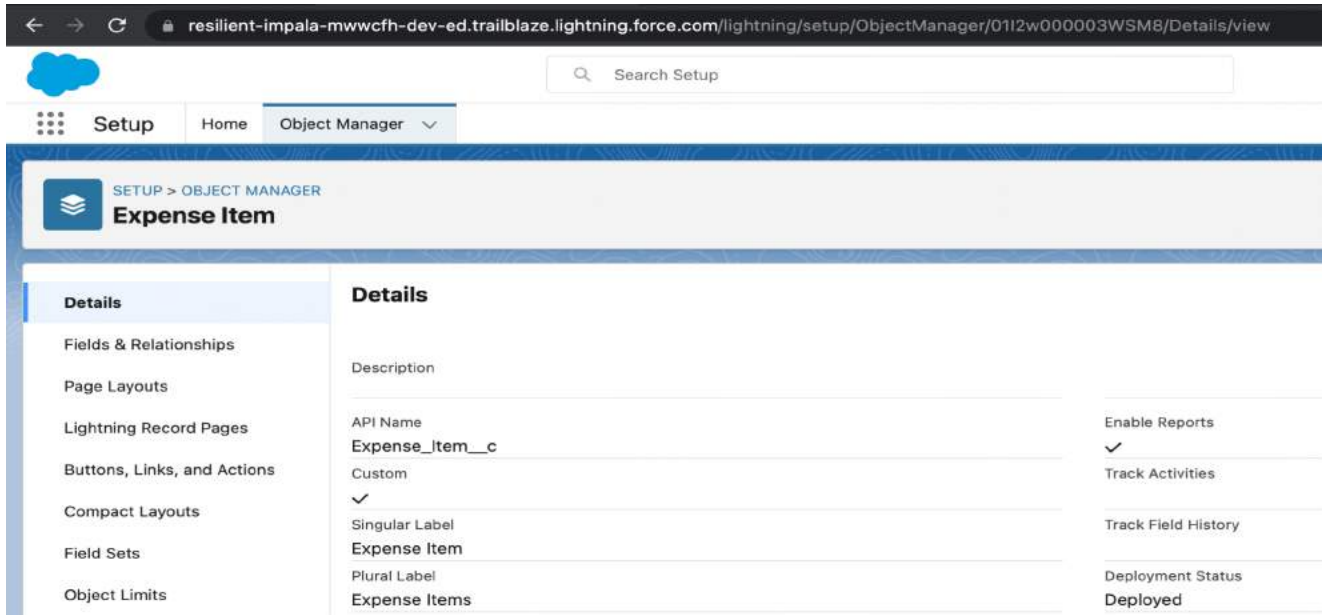 resilient-impala-mwwcfh-dev-ed.trailblaze.lightning.force.com/lightning/setup/ObjectManager/01I2w000003WSM8/Details/view
Search Setup
Setup Home Object Manager
SETUP > OBJECT MANAGER
Expense Item
Details
Fields & Relationships
Page Layouts
Lightning Record Pages
Buttons, Links, and Actions
Compact Layouts
Field Sets
Object Limits
Details
Description
API Name
Expense_Item__c
Custom
Singular Label
Expense Item
Plural Label
Expense Items
Enable Reports
Track Activities
Track Field History
Deployment Status
Deployed